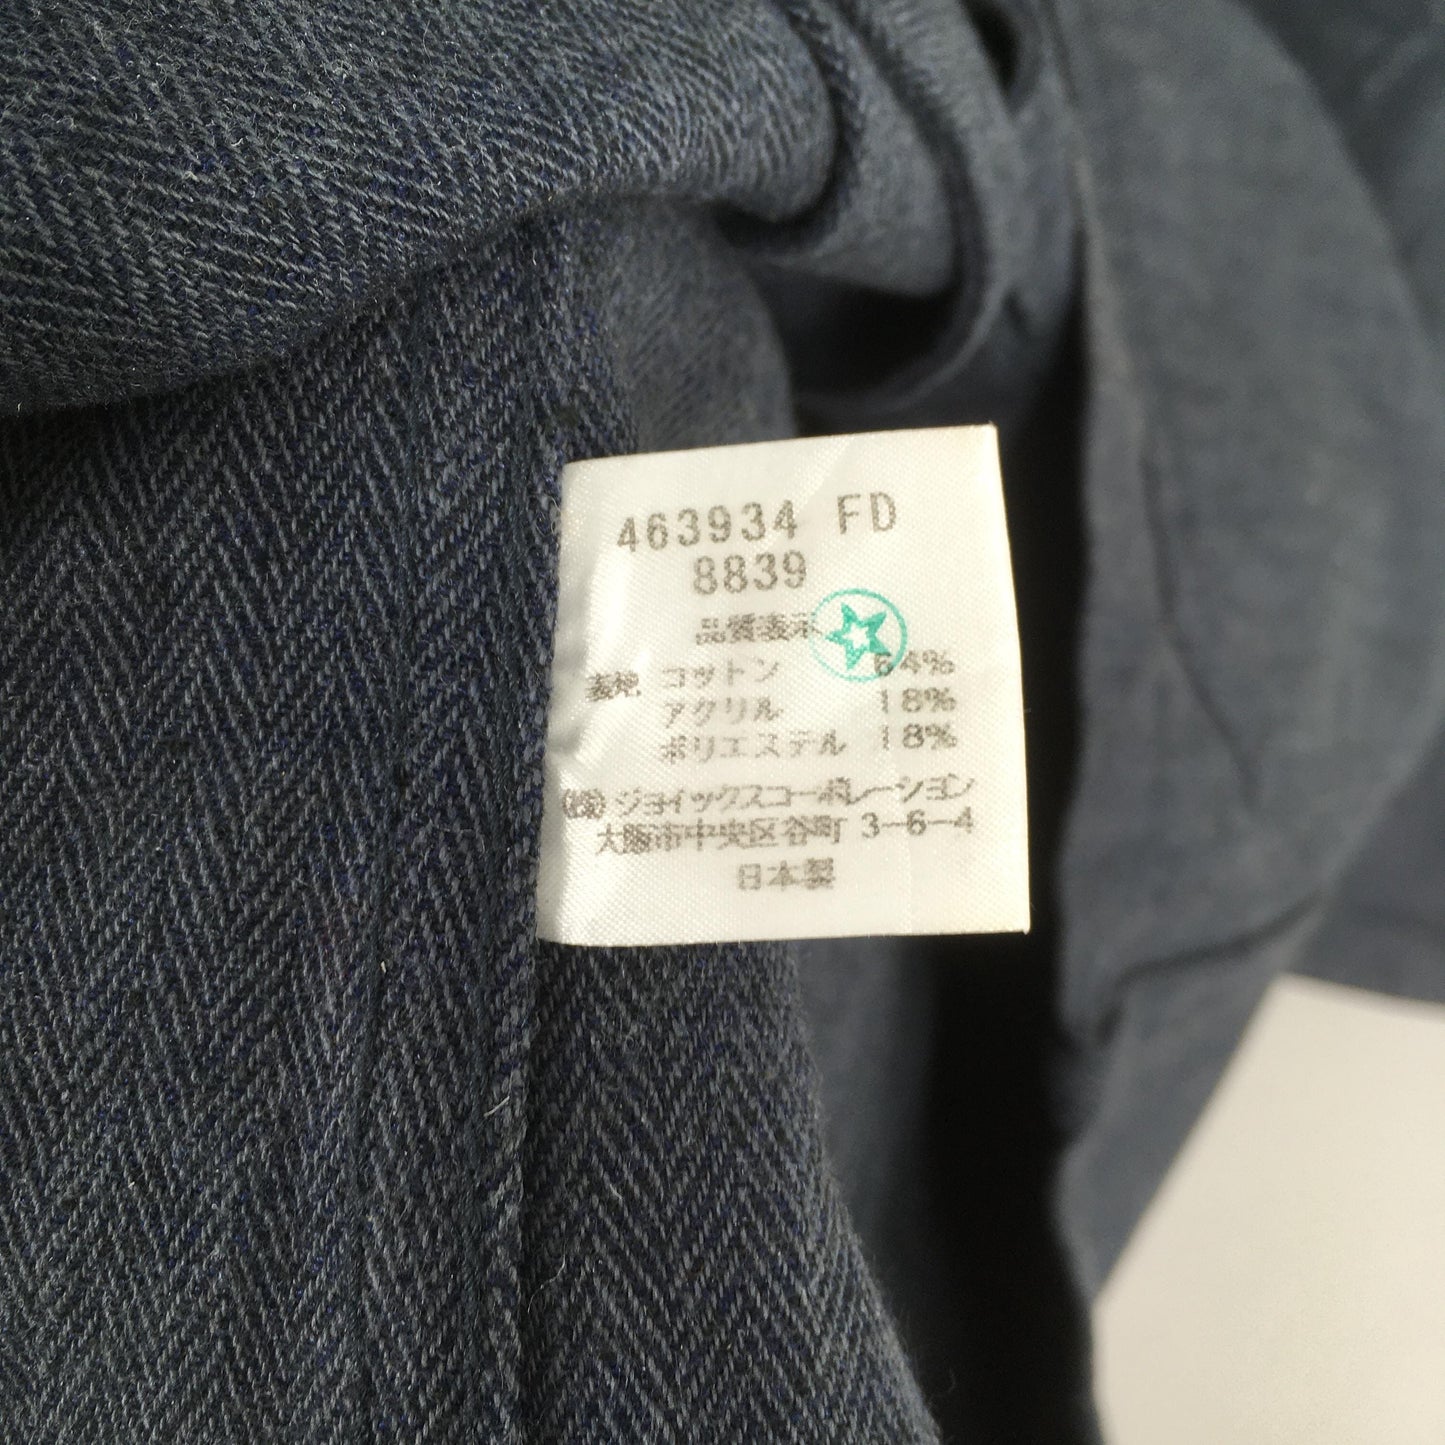 463934 FD
8839
品質表示
表地 コットン 64%
アクリル 18%
ポリエステル 18%
㈱ジョイックスコーポレーション
大阪市中央区谷町 3-6-4
日本製